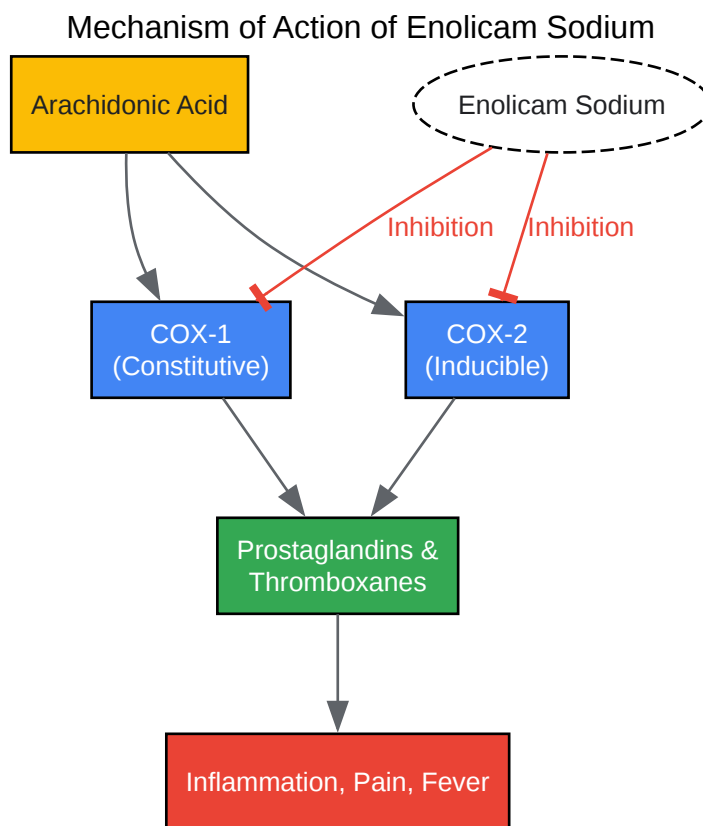 Mechanism of Action of Enolicam Sodium
Arachidonic Acid
Enolicam Sodium
Inhibition
Inhibition
COX-1
(Constitutive)
COX-2
(Inducible)
Prostaglandins &
Thromboxanes
Inflammation, Pain, Fever